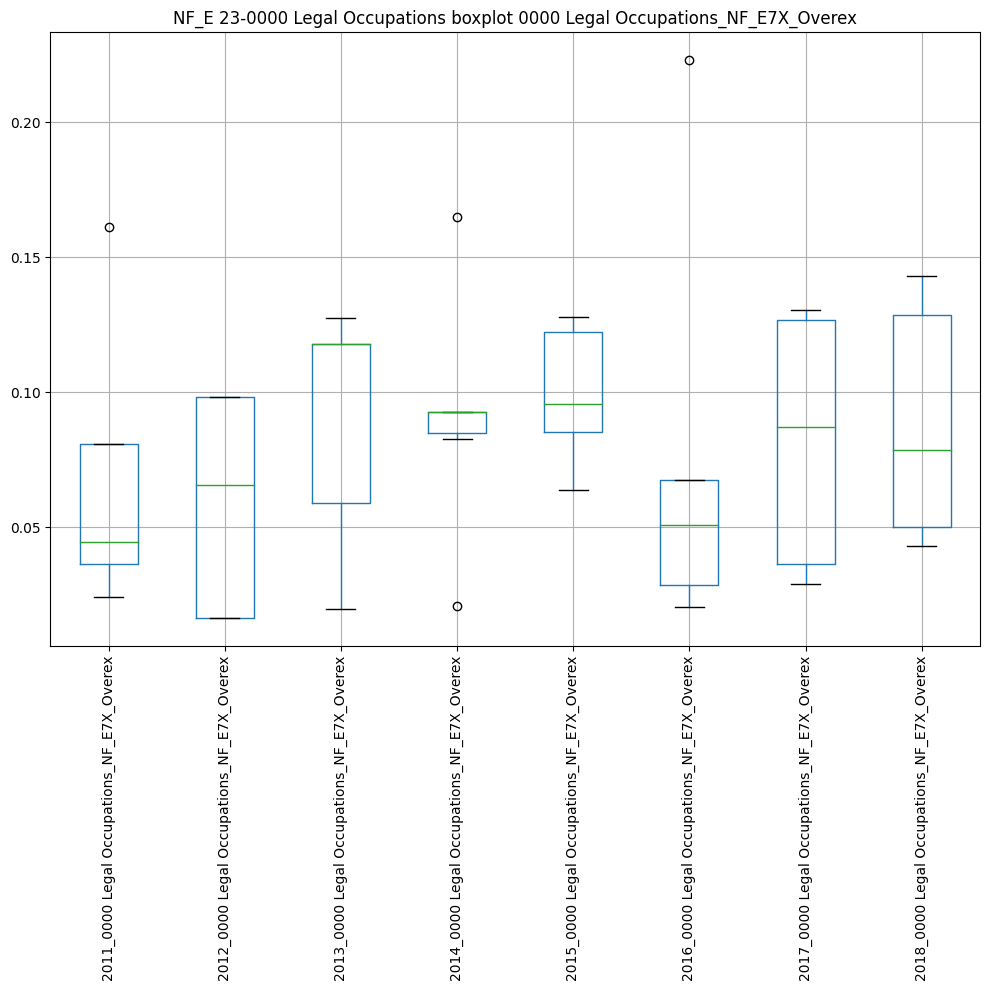 NF_E 23-0000 Legal Occupations boxplot 0000 Legal Occupations_NF_E7X_Overex
0.20
0.15
0.10
0.05
2011_0000 Legal Occupations_NF_E7X_Overex
2012_0000 Legal Occupations_NF_E7X_Overex
2013_0000 Legal Occupations_NF_E7X_Overex
2014_0000 Legal Occupations_NF_E7X_Overex
2015_0000 Legal Occupations_NF_E7X_Overex
2016_0000 Legal Occupations_NF_E7X_Overex
2017_0000 Legal Occupations_NF_E7X_Overex
2018_0000 Legal Occupations_NF_E7X_Overex